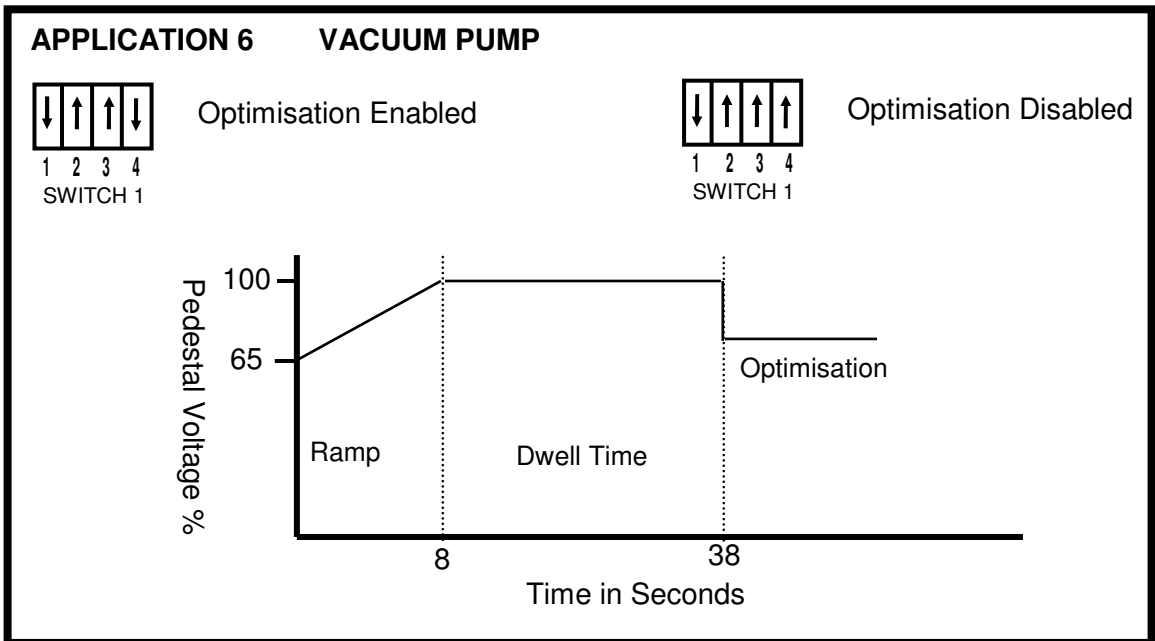 APPLICATION 6 VACUUM PUMP
Optimisation Enabled
1 2 3 4
SWITCH 1
Optimisation Disabled
1 2 3 4
SWITCH 1
Pedestal Voltage %
100
65
Ramp
Dwell Time
Optimisation
8
38
Time in Seconds